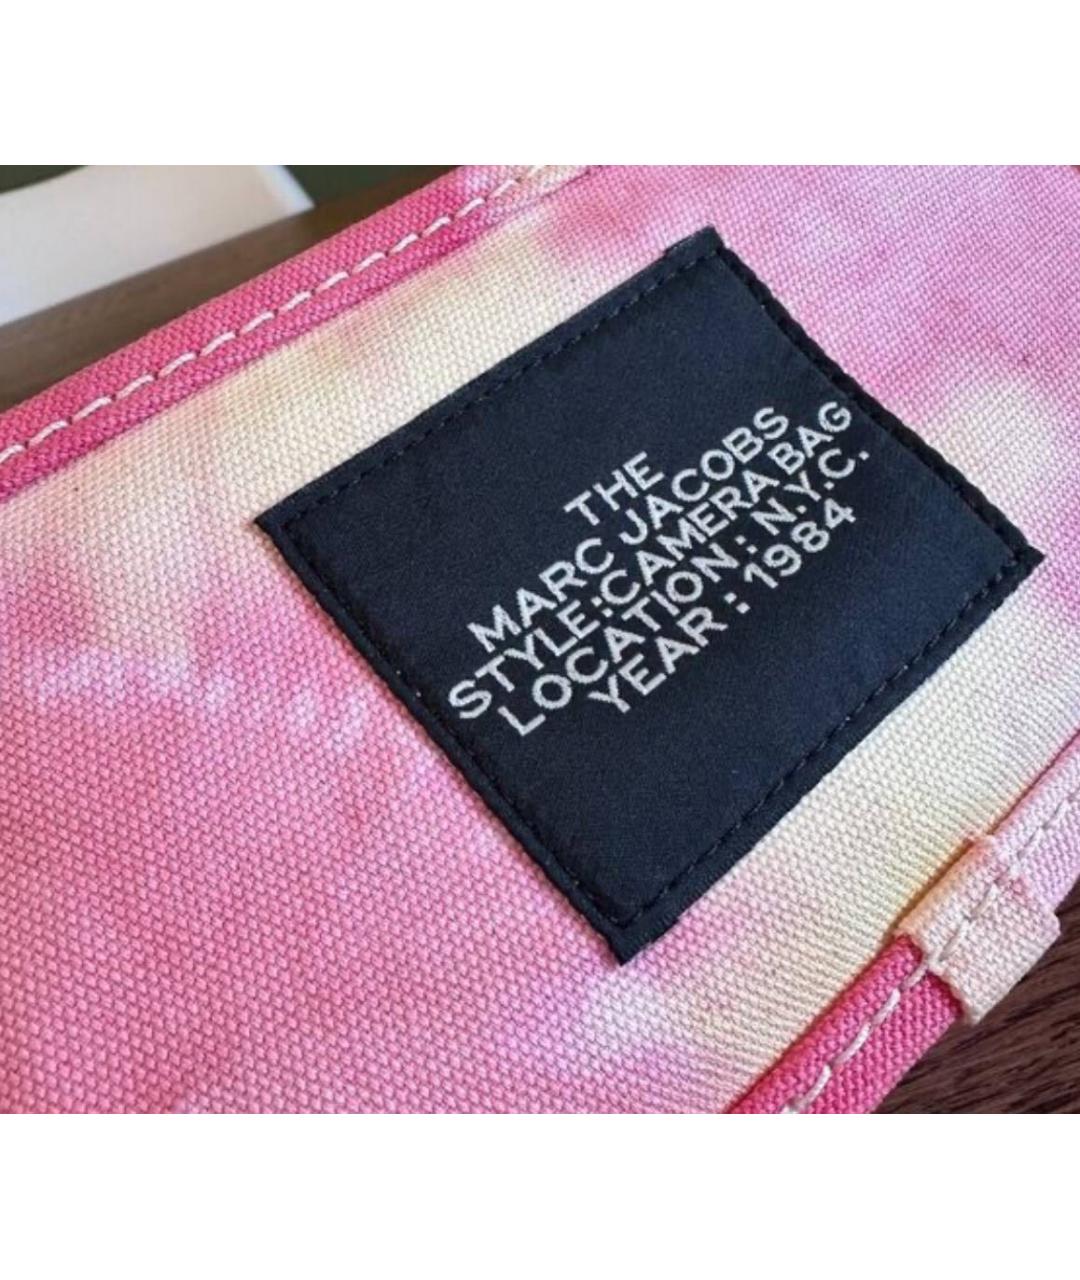 THE
MARC JACOBS
STYLE:CAMERA BAG
LOCATION : N.Y.C.
YEAR : 1984